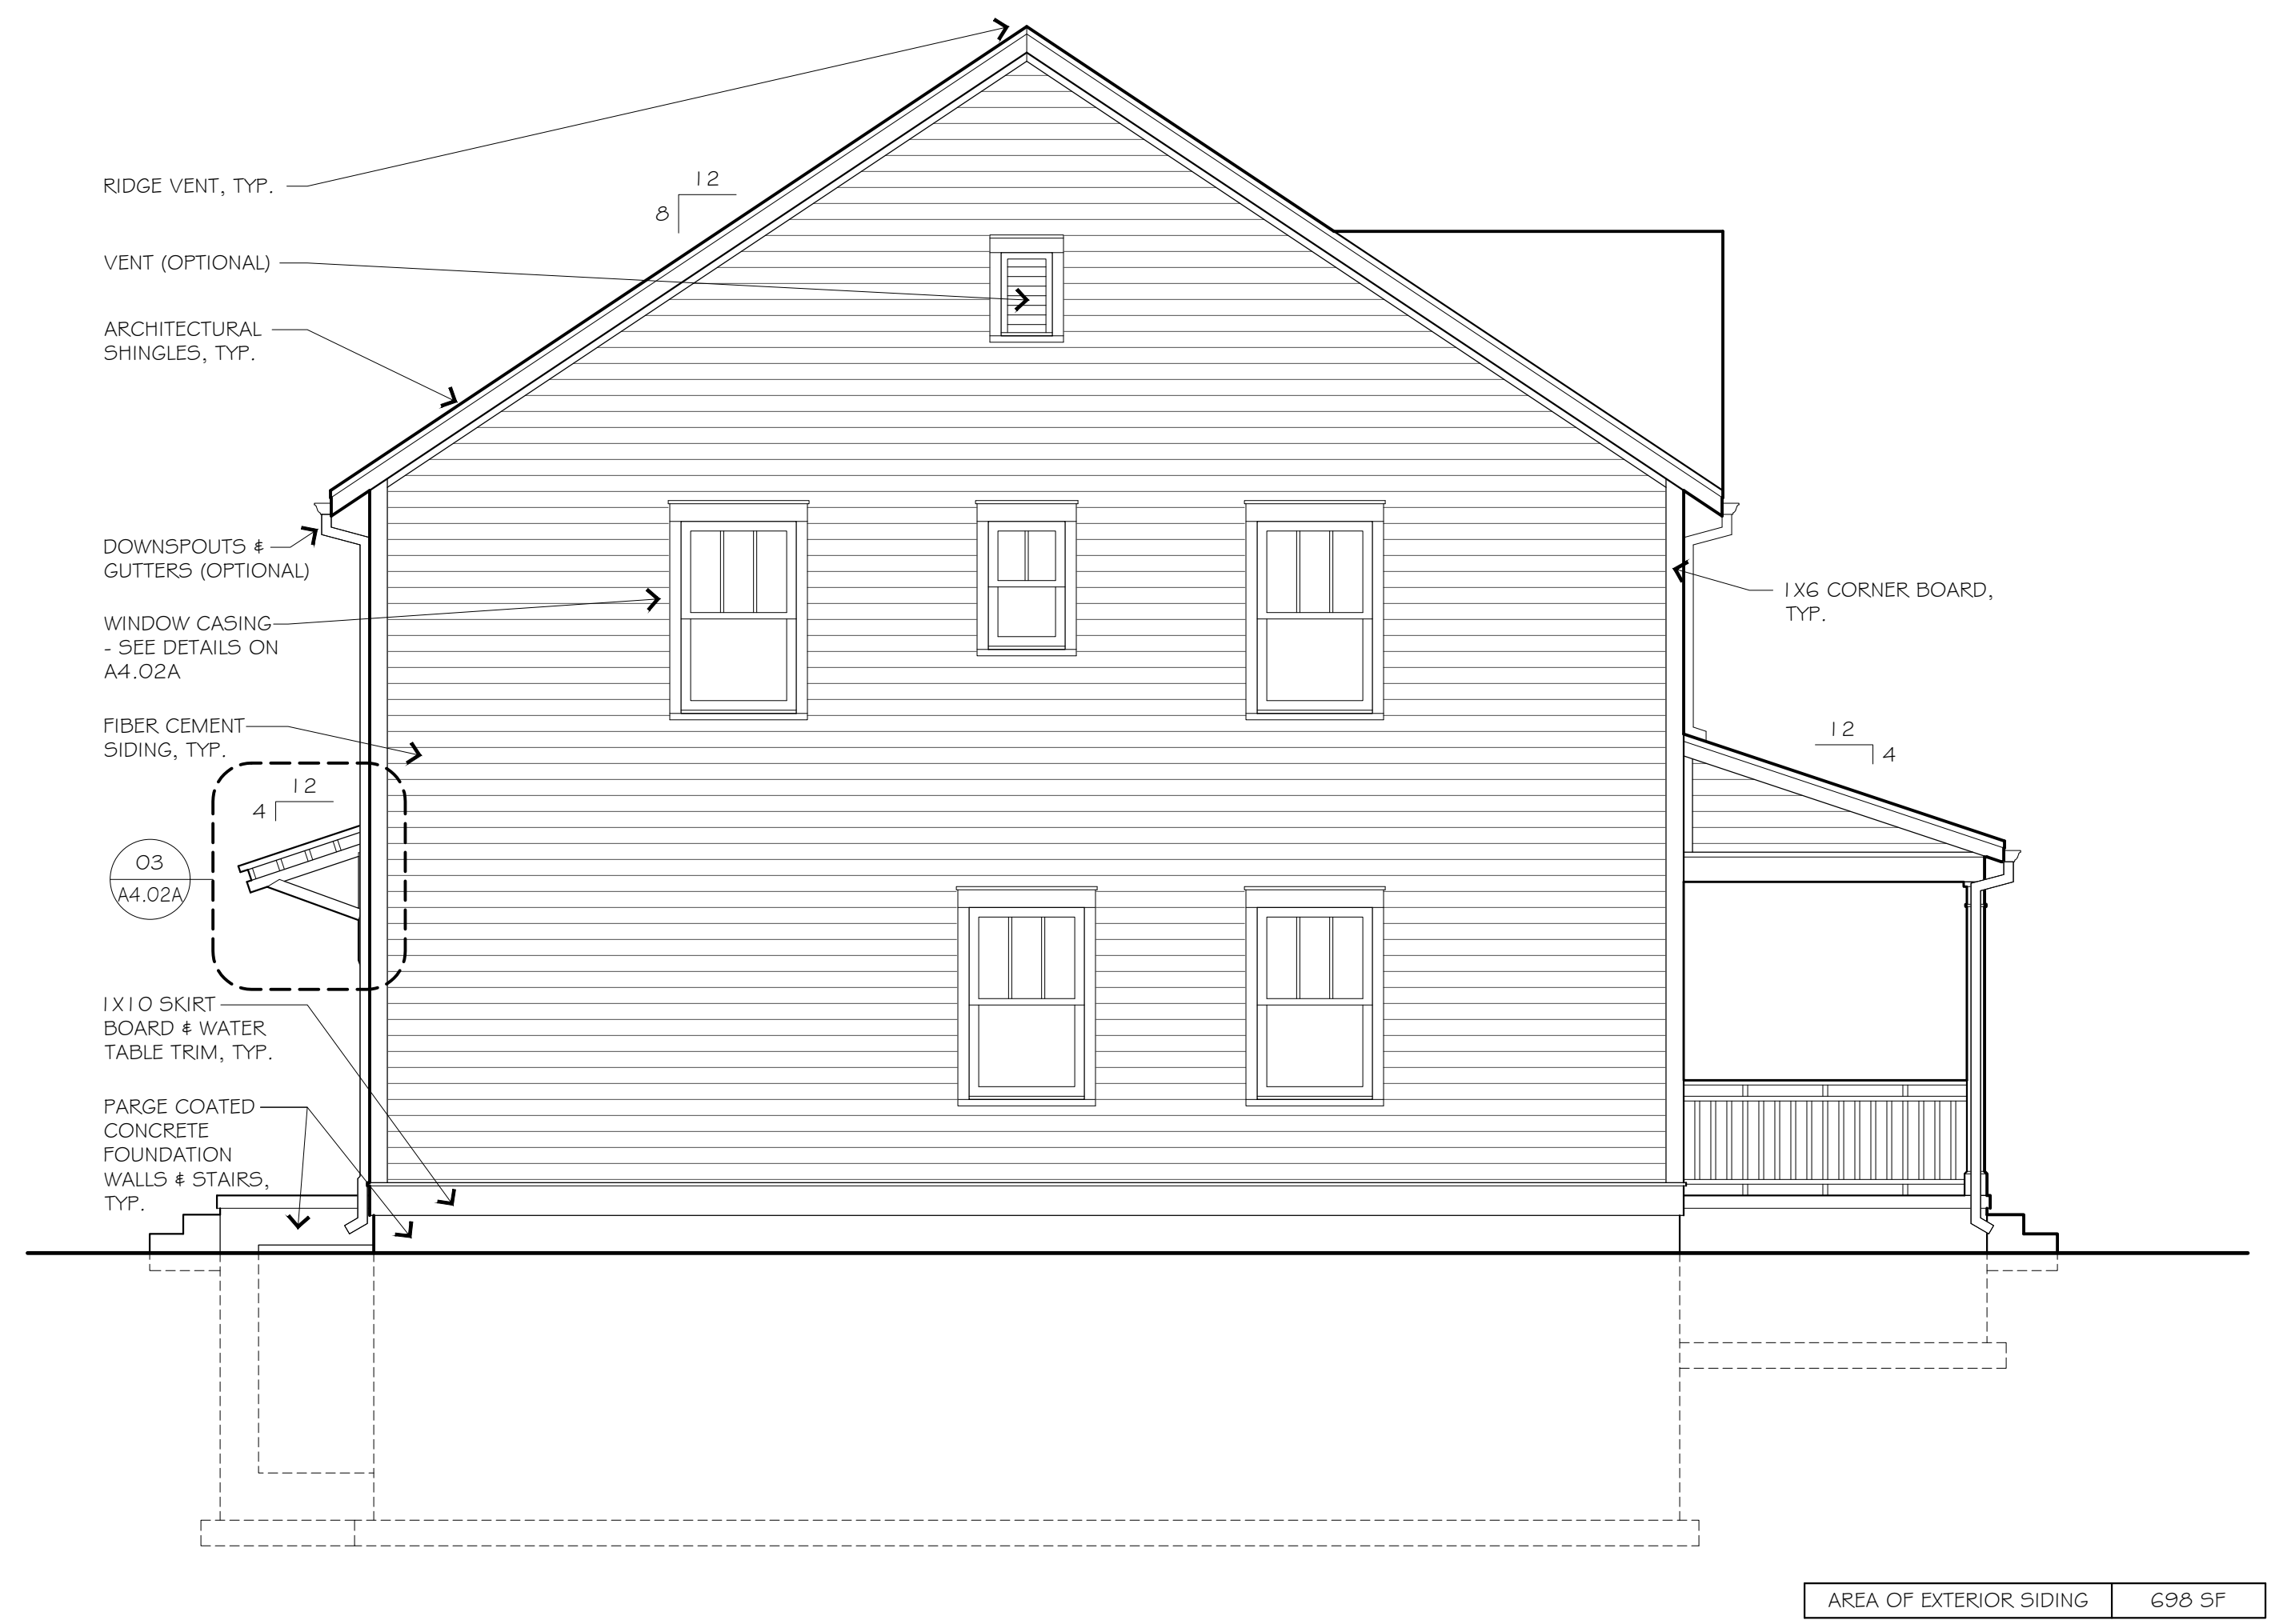 RIDGE VENT, TYP.
12
8
VENT (OPTIONAL)
ARCHITECTURAL
SHINGLES, TYP.
DOWNSPOUTS &
GUTTERS (OPTIONAL)
WINDOW CASING
- SEE DETAILS ON
A4.02A
FIBER CEMENT
SIDING, TYP.
12
4
03
A4.02A
1X10 SKIRT
BOARD & WATER
TABLE TRIM, TYP.
PARGE COATED
CONCRETE
FOUNDATION
WALLS & STAIRS,
TYP.
1X6 CORNER BOARD,
TYP.
12
4
AREA OF EXTERIOR SIDING
698 SF